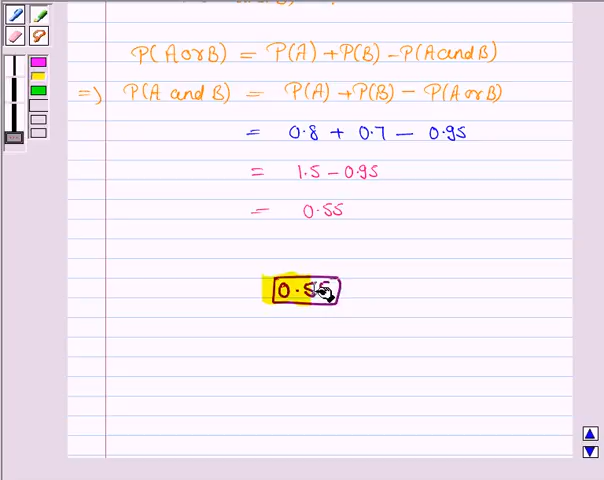 P(A or B) = P(A) + P(B) - P(A and B)
=) P(A and B) = P(A) + P(B) - P(A or B)
= 0.8 + 0.7 - 0.95
= 1.5 - 0.95
= 0.55
0.55